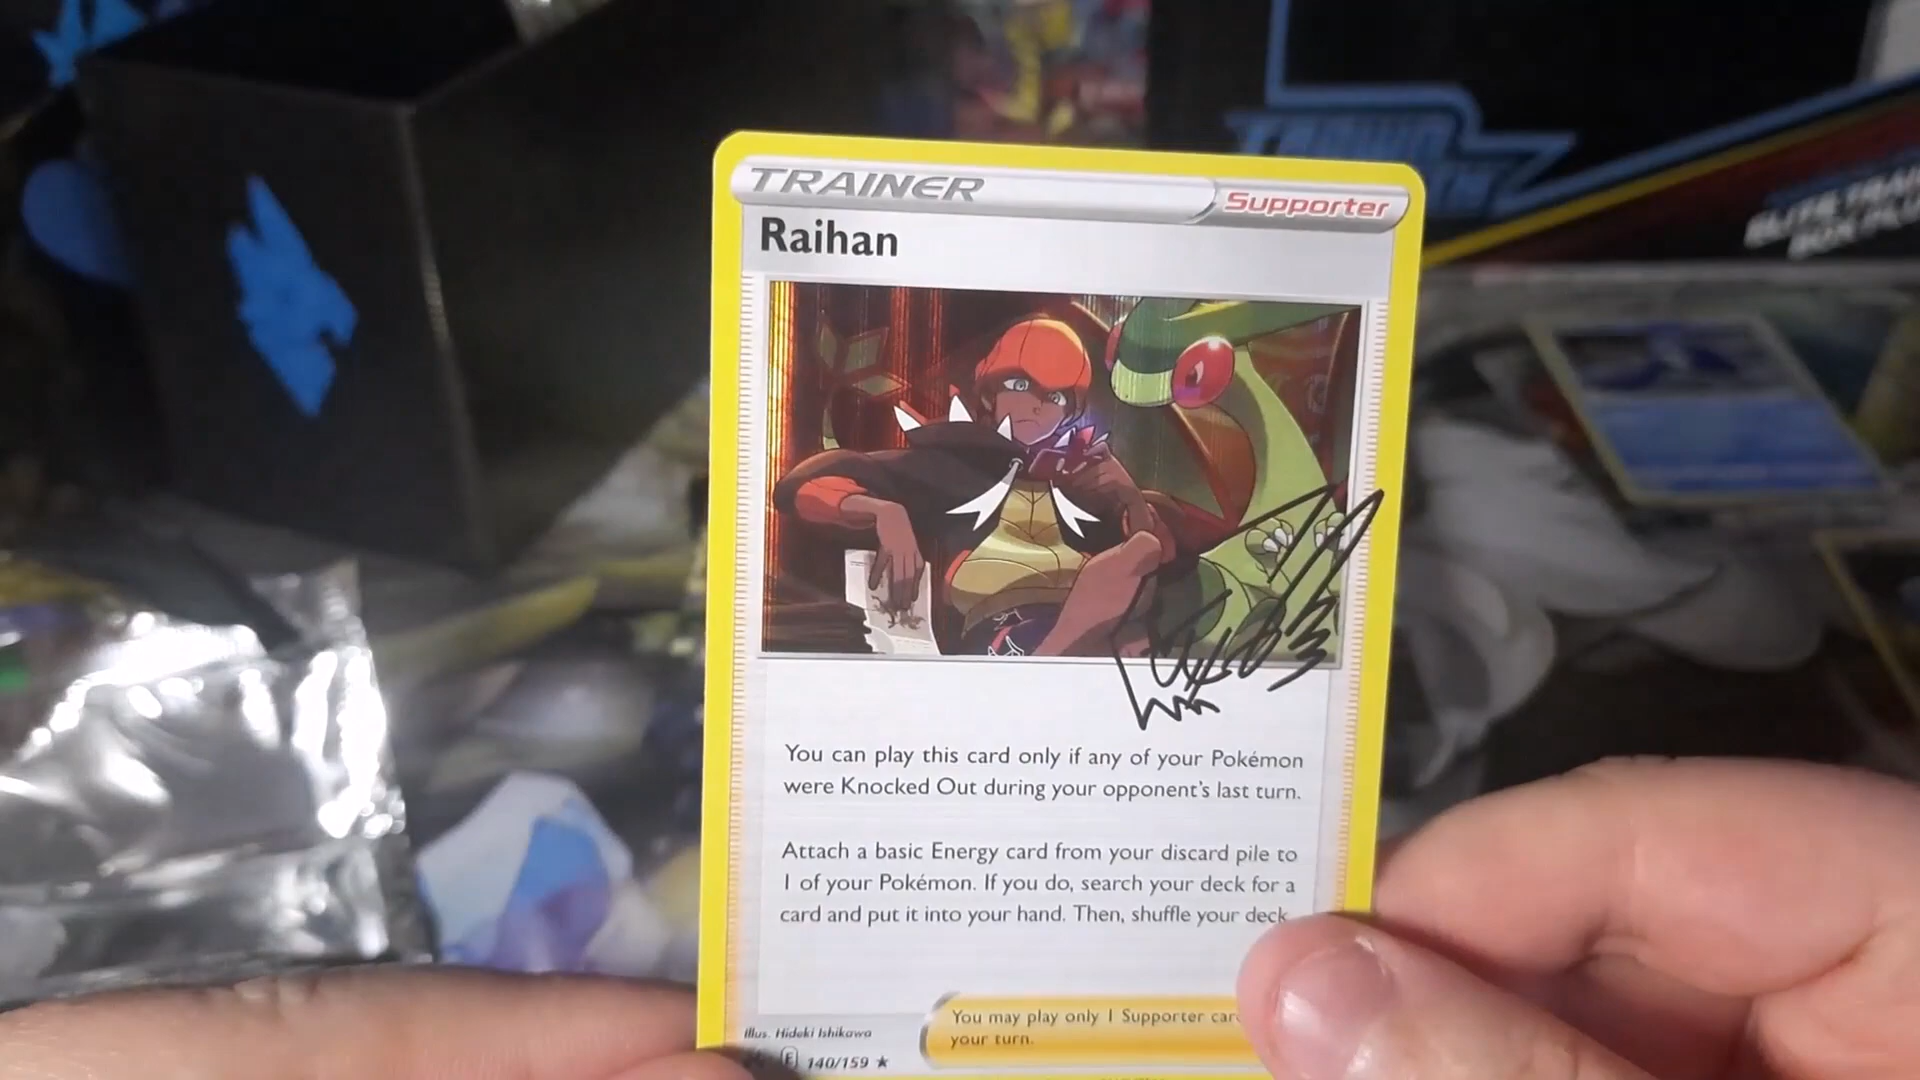 TRAINER
Supporter
Raihan
You can play this card only if any of your Pokémon
were Knocked Out during your opponent's last turn.
Attach a basic Energy card from your discard pile to
1 of your Pokémon. If you do, search your deck for a
card and put it into your hand. Then, shuffle your deck
You may play only 1 Supporter
your turn.
Illus. Hideki Ishikawa
F 140/159 ★
ELITE
BOX